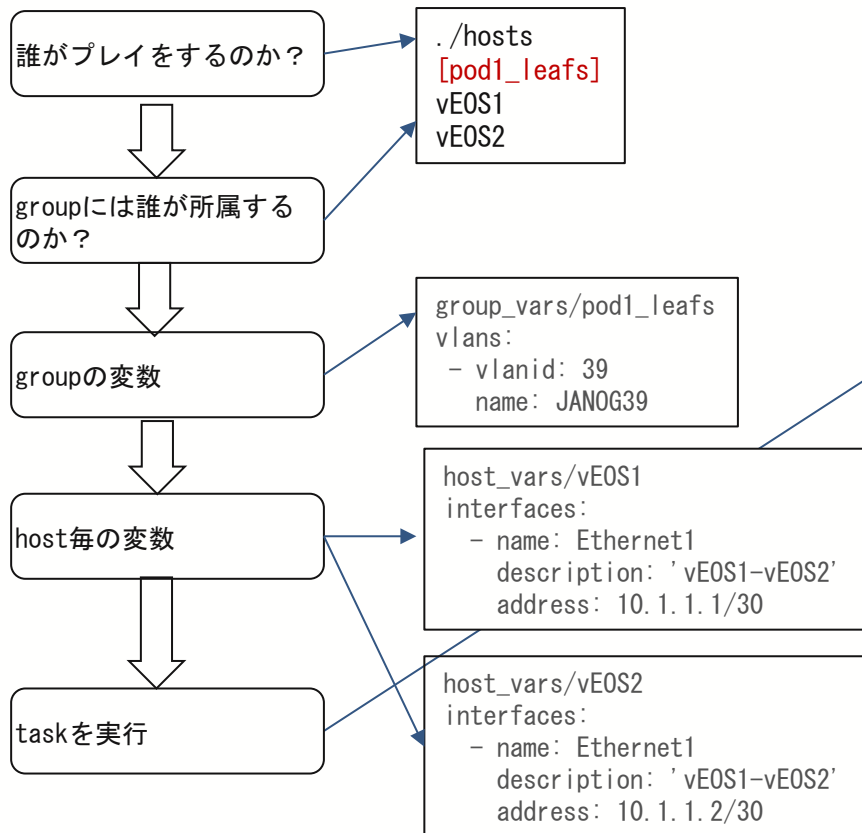 誰がプレイをするのか？
./hosts
[pod1_leafs]
vEOS1
vEOS2
groupには誰が所属する
のか？
groupの変数
group_vars/pod1_leafs
vlans:
- vlanid: 39
name: JANOG39
host毎の変数
host_vars/vEOS1
interfaces:
- name: Ethernet1
description: 'vEOS1-vEOS2'
address: 10.1.1.1/30
taskを実行
host_vars/vEOS2
interfaces:
- name: Ethernet1
description: 'vEOS1-vEOS2'
address: 10.1.1.2/30